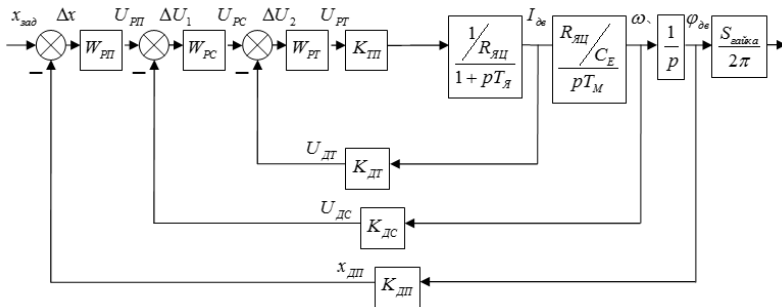 x_зад Δx U_РП ΔU_1 U_РС ΔU_2 U_РТ I_дв ω φ_дв
W_РП W_РС W_РТ K_ТП
1/R_ЯЦ
1 + pT_Я
R_ЯЦ/C_E
pT_М
1
p
S_гайка
2π
U_ДТ
K_ДТ
U_ДС
K_ДС
x_ДП
K_ДП